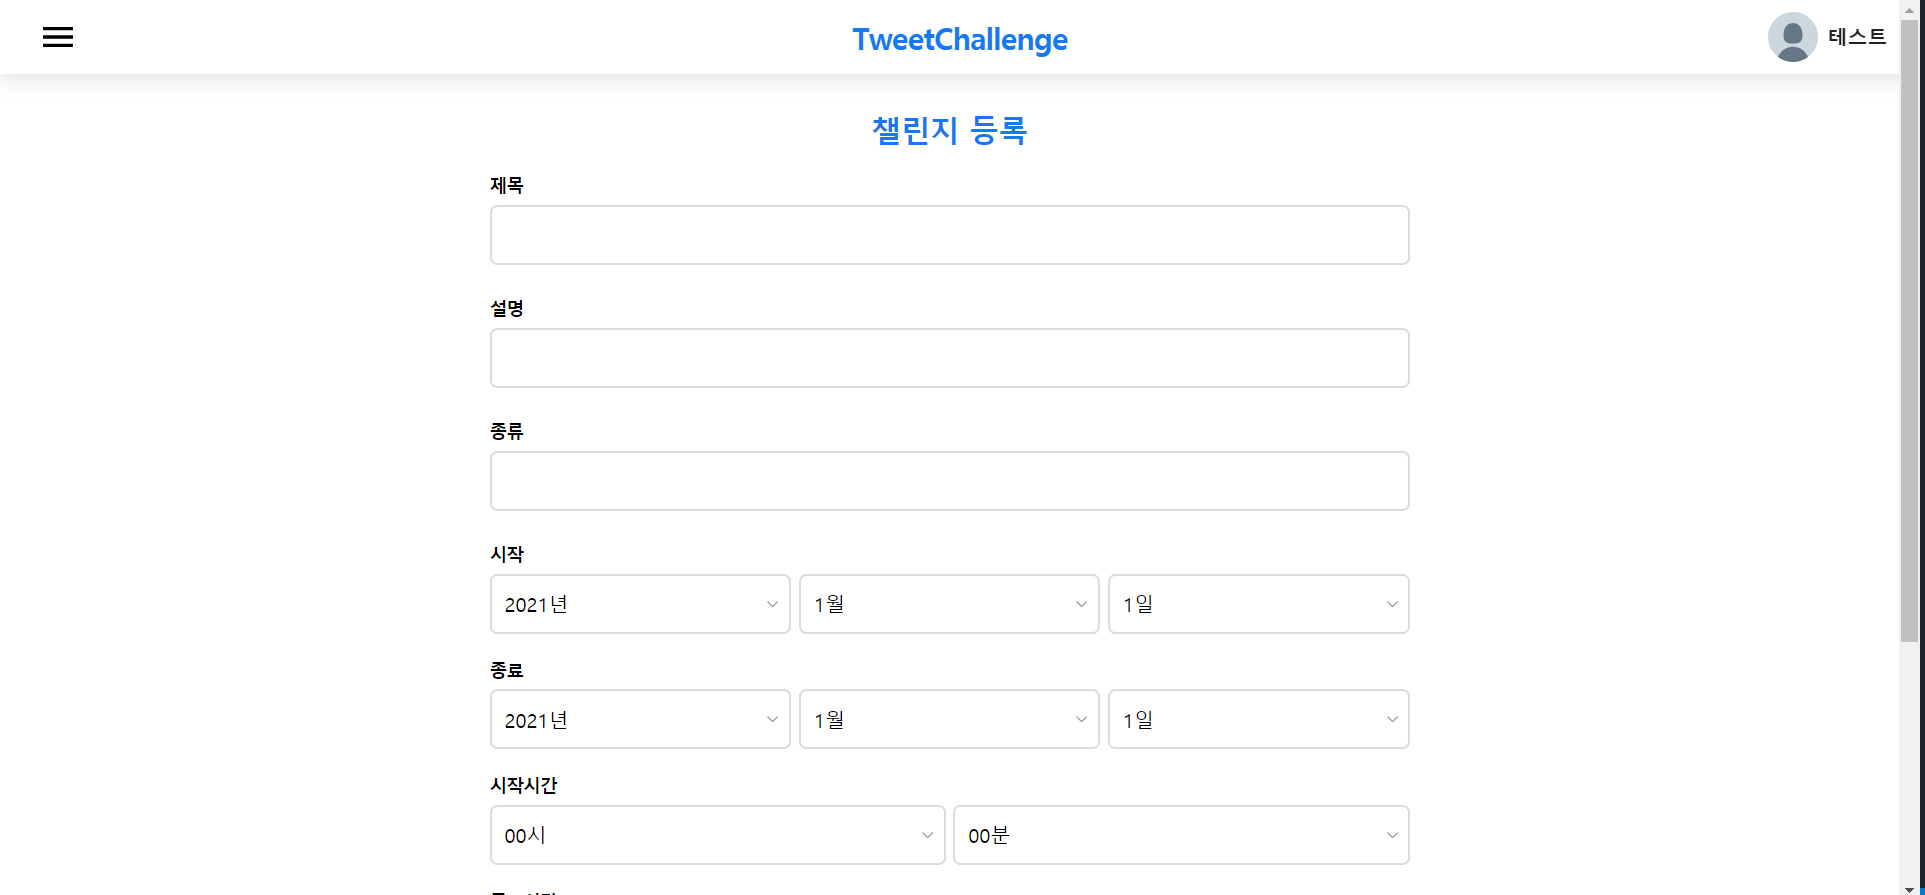 TweetChallenge
테스트
챌린지 등록
제목
설명
종류
시작
2021년 1월 1일
종료
2021년 1월 1일
시작시간
00시 00분